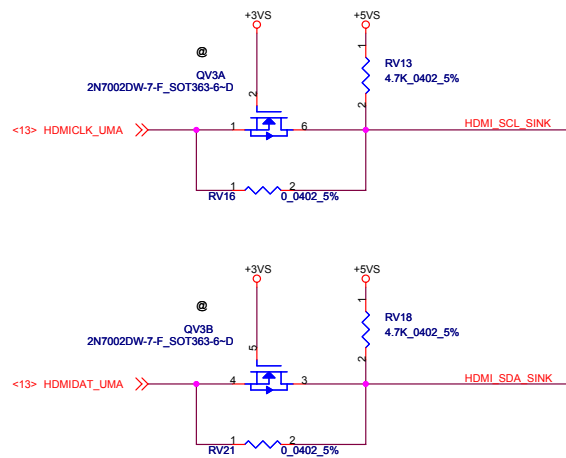 +3VS +5VS
@
QV3A
2N7002DW-7-F_SOT363-6~D
1
RV13
4.7K_0402_5%
2
2
<13> HDMICLK_UMA
1
6
HDMI_SCL_SINK
1
2
RV16
0_0402_5%
+3VS +5VS
@
QV3B
2N7002DW-7-F_SOT363-6~D
1
RV18
4.7K_0402_5%
5
2
<13> HDMIDAT_UMA
4
3
HDMI_SDA_SINK
1
2
RV21
0_0402_5%